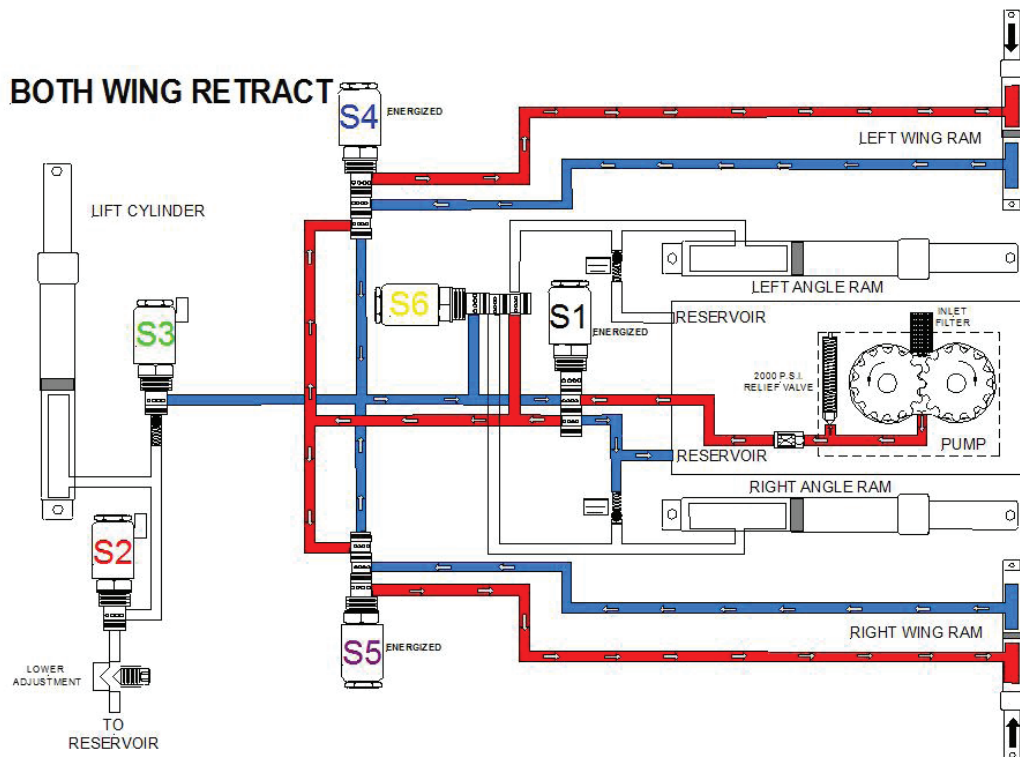 BOTH WING RETRACT
S4
ENERGIZED
LEFT WING RAM
LIFT CYLINDER
LEFT ANGLE RAM
S6
S1
ENERGIZED
RESERVOIR
INLET
FILTER
S3
2000 P.S.I.
RELIEF VALVE
PUMP
RESERVOIR
RIGHT ANGLE RAM
S2
RIGHT WING RAM
S5
ENERGIZED
LOWER
ADJUSTMENT
TO
RESERVOIR